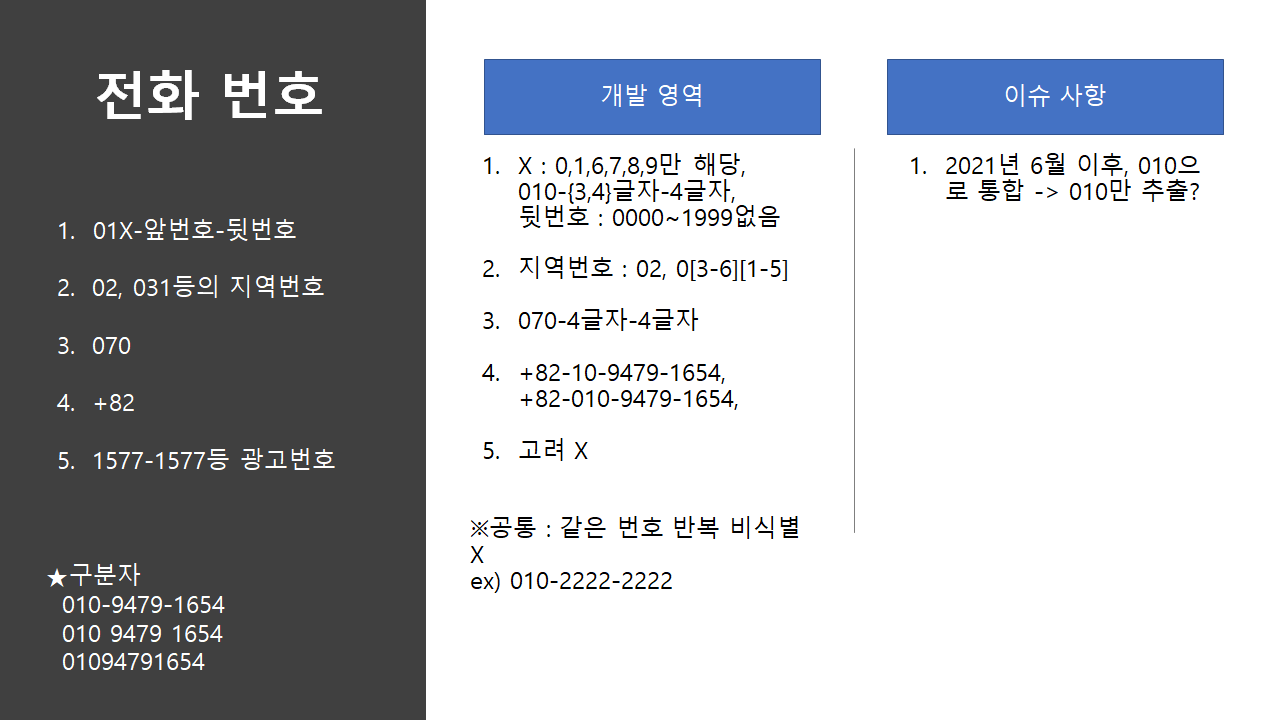 전화 번호
1. 01X-앞번호-뒷번호
2. 02, 031등의 지역번호
3. 070
4. +82
5. 1577-1577등 광고번호
★구분자
010-9479-1654
010 9479 1654
01094791654
개발 영역
1. X : 0,1,6,7,8,9만 해당,
010-{3,4}글자-4글자,
뒷번호 : 0000~1999없음
2. 지역번호 : 02, 0[3-6][1-5]
3. 070-4글자-4글자
4. +82-10-9479-1654,
+82-010-9479-1654,
5. 고려 X
※공통 : 같은 번호 반복 비식별
X
ex) 010-2222-2222
이슈 사항
1. 2021년 6월 이후, 010으
로 통합 -> 010만 추출?